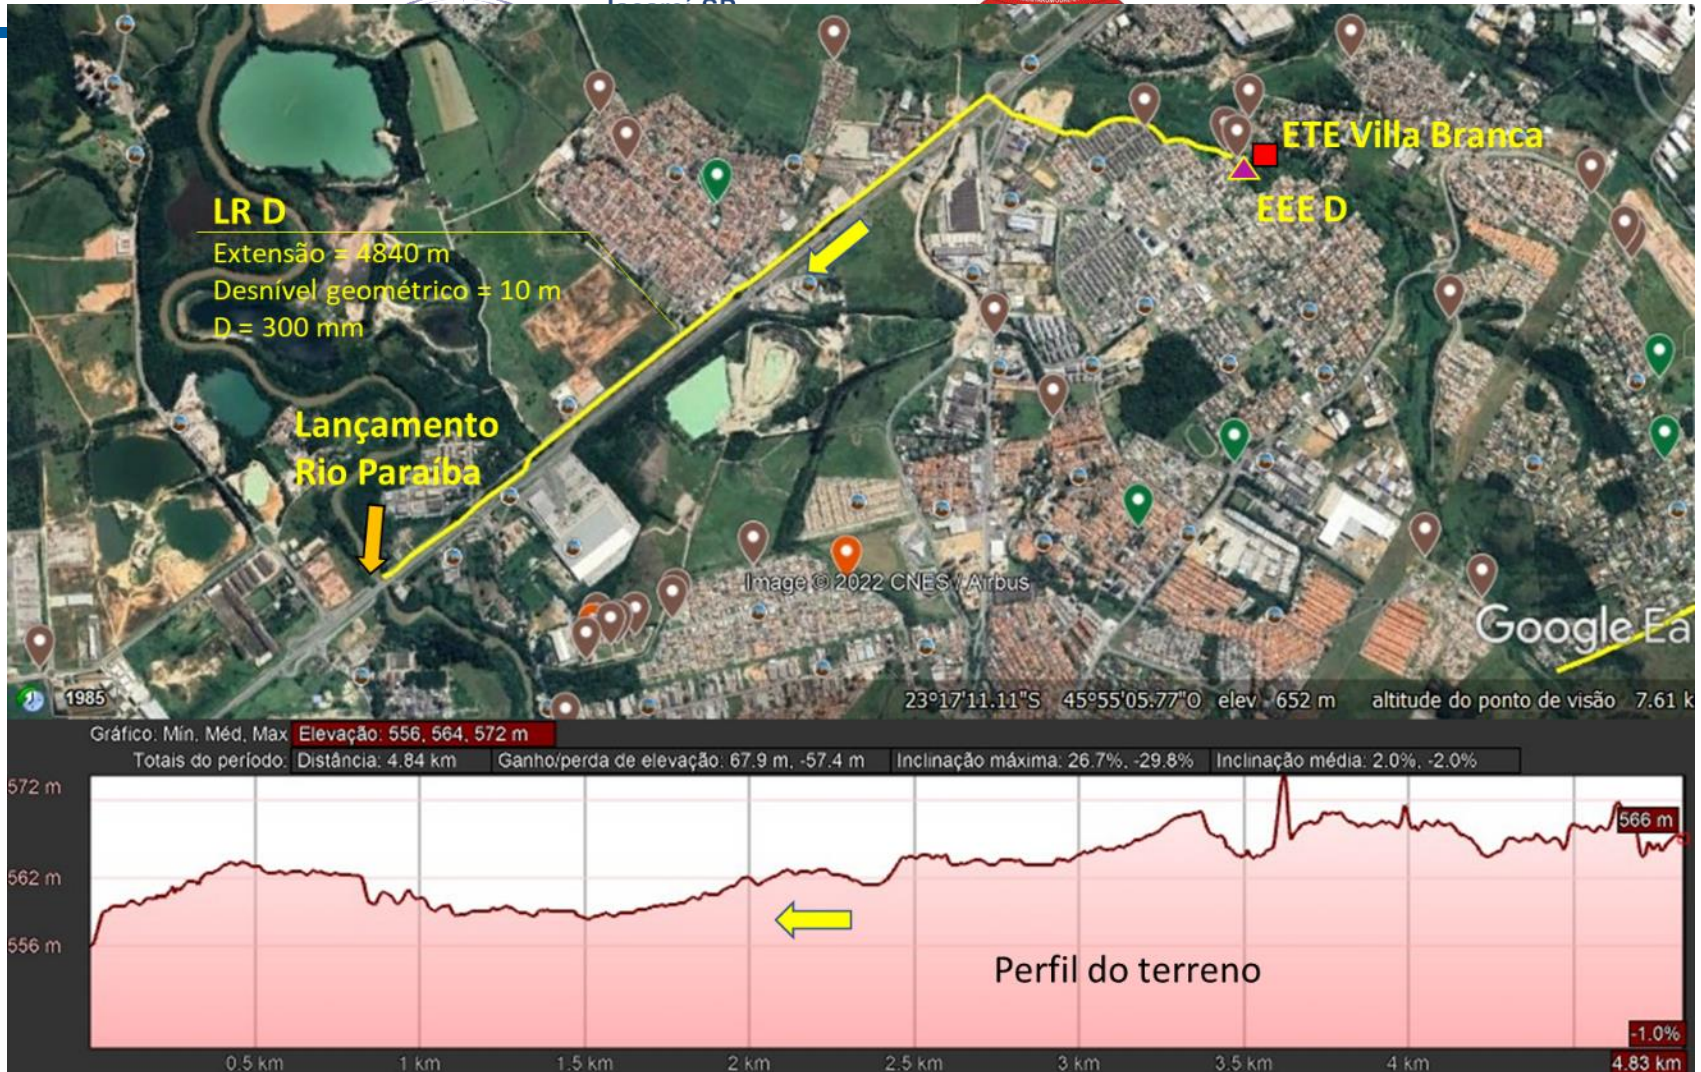 ETE Villa Branca
EEE D
LR D
Extensão = 4840 m
Desnível geométrico = 10 m
D = 300 mm
Lançamento
Rio Paraíba
Image © 2022 CNES / Airbus
Google Ea
1985
23°17'11.11"S 45°55'05.77"O elev 652 m altitude do ponto de visão 7.61 k
Gráfico: Mín, Méd, Max Elevação: 556, 564, 572 m
Totais do período: Distância: 4.84 km Ganho/perda de elevação: 67.9 m, -57.4 m Inclinação máxima: 26.7%, -29.8% Inclinação média: 2.0%, -2.0%
572 m
566 m
562 m
556 m
Perfil do terreno
-1.0%
0.5 km 1 km 1.5 km 2 km 2.5 km 3 km 3.5 km 4 km 4.83 km